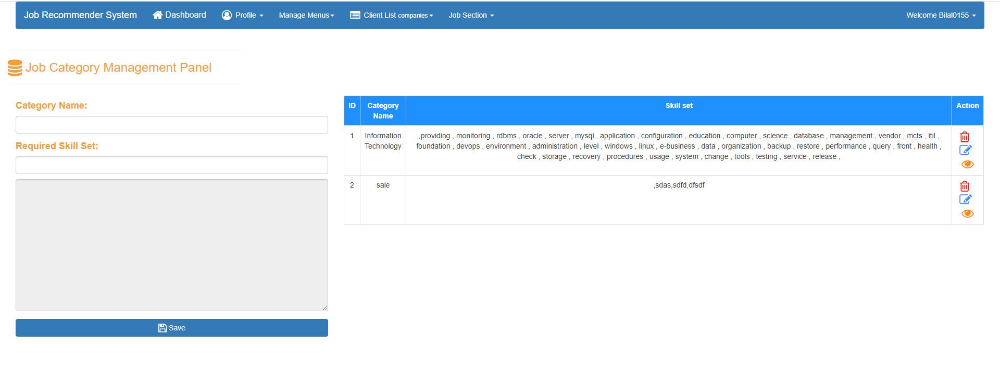 Job Recommender System Dashboard Profile Manage Menus Client List companies Job Section Welcome Bilal0155
Job Category Management Panel
Category Name:
Required Skill Set:
Save
ID Category Name Skill set Action
1 Information Technology
,providing , monitoring , rdbms , oracle , server , mysql , application , configuration , education , computer , science , database , management , vendor , mcts , itil ,
foundation , devops , environment , administration , level , windows , linux , e-business , data , organization , backup , restore , performance , query , front , health ,
check , storage , recovery , procedures , usage , system , change , tools , testing , service , release ,
2 sale ,sdas,sdfd,dfsdf